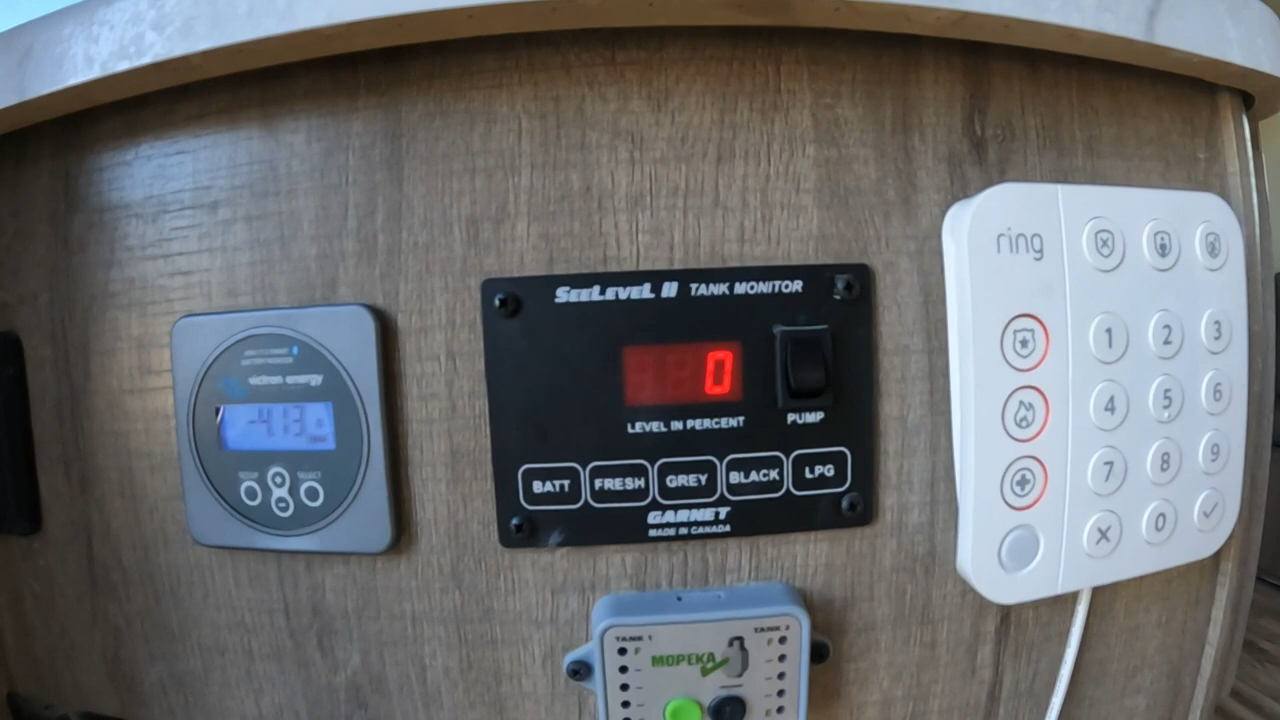 victron energy
-4.13
SETUP
SELECT
+
-
SeeLeveL II TANK MONITOR
0
LEVEL IN PERCENT
PUMP
BATT
FRESH
GREY
BLACK
LPG
GARNET
MADE IN CANADA
TANK 1
TANK 2
F
F
MOPEKA
E
ring
1
2
3
4
5
6
7
8
9
X
0
✓